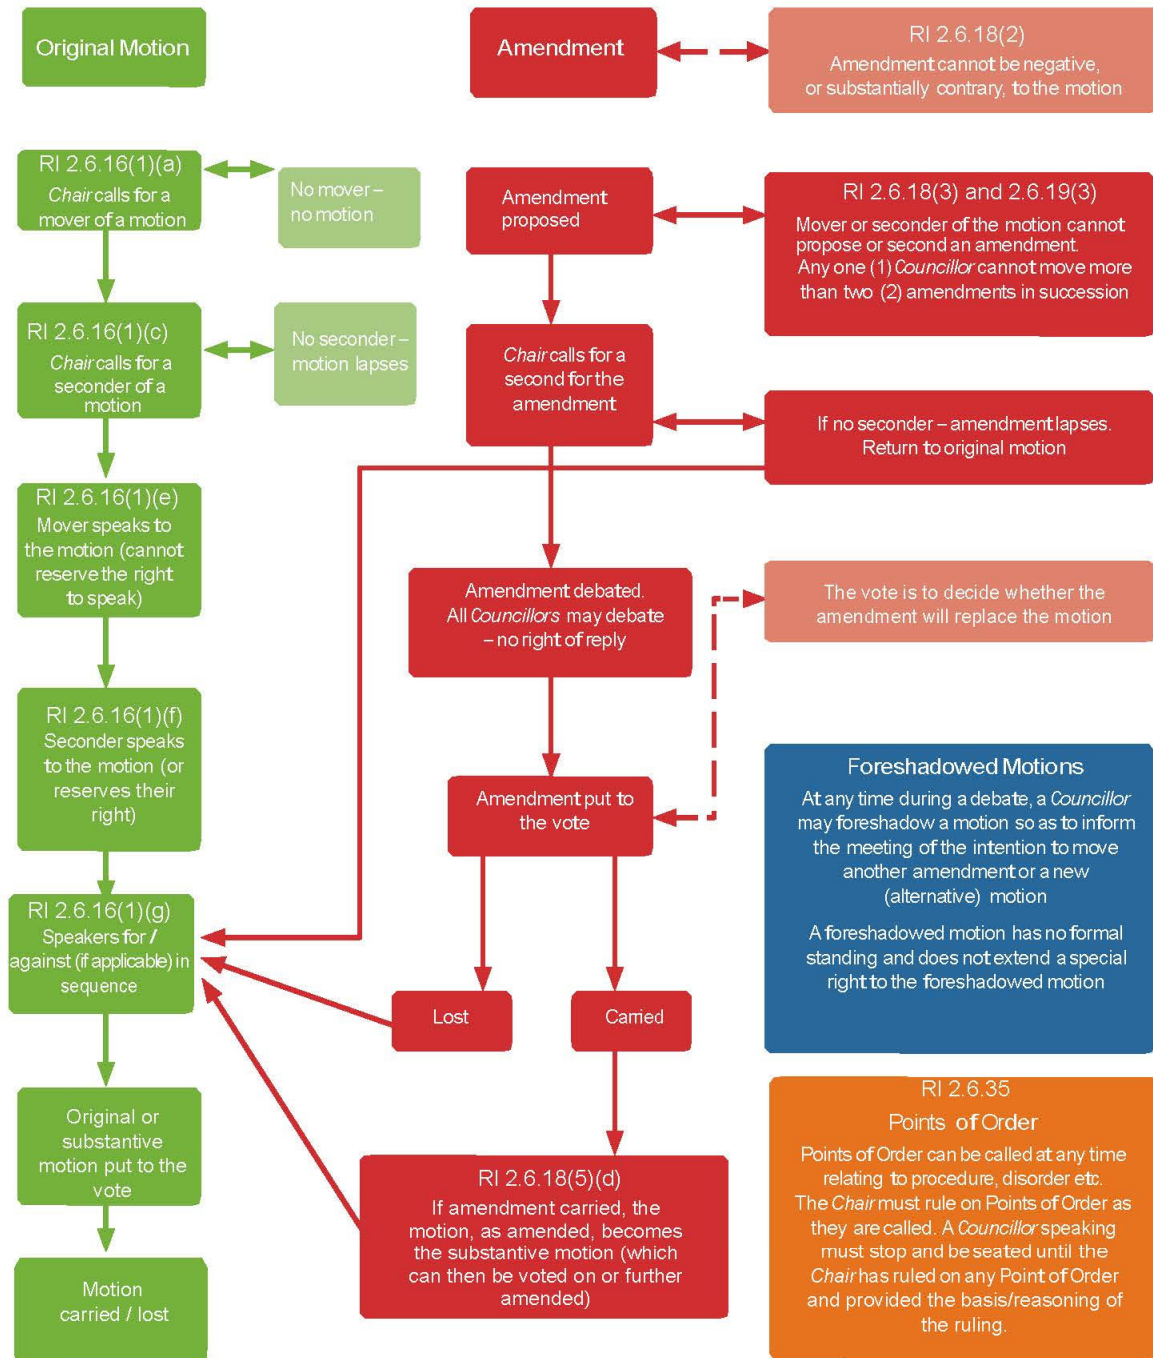 Original Motion
RI 2.6.16(1)(a)
Chair calls for a
mover of a motion
No mover –
no motion
RI 2.6.16(1)(c)
Chair calls for a
seconder of a
motion
No seconder –
motion lapses
RI 2.6.16(1)(e)
Mover speaks to
the motion (cannot
reserve the right
to speak)
RI 2.6.16(1)(f)
Seconder speaks
to the motion (or
reserves their
right)
RI 2.6.16(1)(g)
Speakers for /
against (if applicable) in
sequence
Original or
substantive
motion put to the
vote
Motion
carried / lost
Amendment
RI 2.6.18(2)
Amendment cannot be negative,
or substantially contrary, to the motion
Amendment
proposed
RI 2.6.18(3) and 2.6.19(3)
Mover or seconder of the motion cannot
propose or second an amendment.
Any one (1) Councillor cannot move more
than two (2) amendments in succession
Chair calls for a
second for the
amendment
If no seconder – amendment lapses.
Return to original motion
Amendment debated.
All Councillors may debate
– no right of reply
The vote is to decide whether the
amendment will replace the motion
Amendment put to
the vote
Lost
Carried
RI 2.6.18(5)(d)
If amendment carried, the
motion, as amended, becomes
the substantive motion (which
can then be voted on or further
amended)
Foreshadowed Motions
At any time during a debate, a Councillor
may foreshadow a motion so as to inform
the meeting of the intention to move
another amendment or a new
(alternative) motion
A foreshadowed motion has no formal
standing and does not extend a special
right to the foreshadowed motion
RI 2.6.35
Points of Order
Points of Order can be called at any time
relating to procedure, disorder etc.
The Chair must rule on Points of Order as
they are called. A Councillor speaking
must stop and be seated until the
Chair has ruled on any Point of Order
and provided the basis/reasoning of
the ruling.